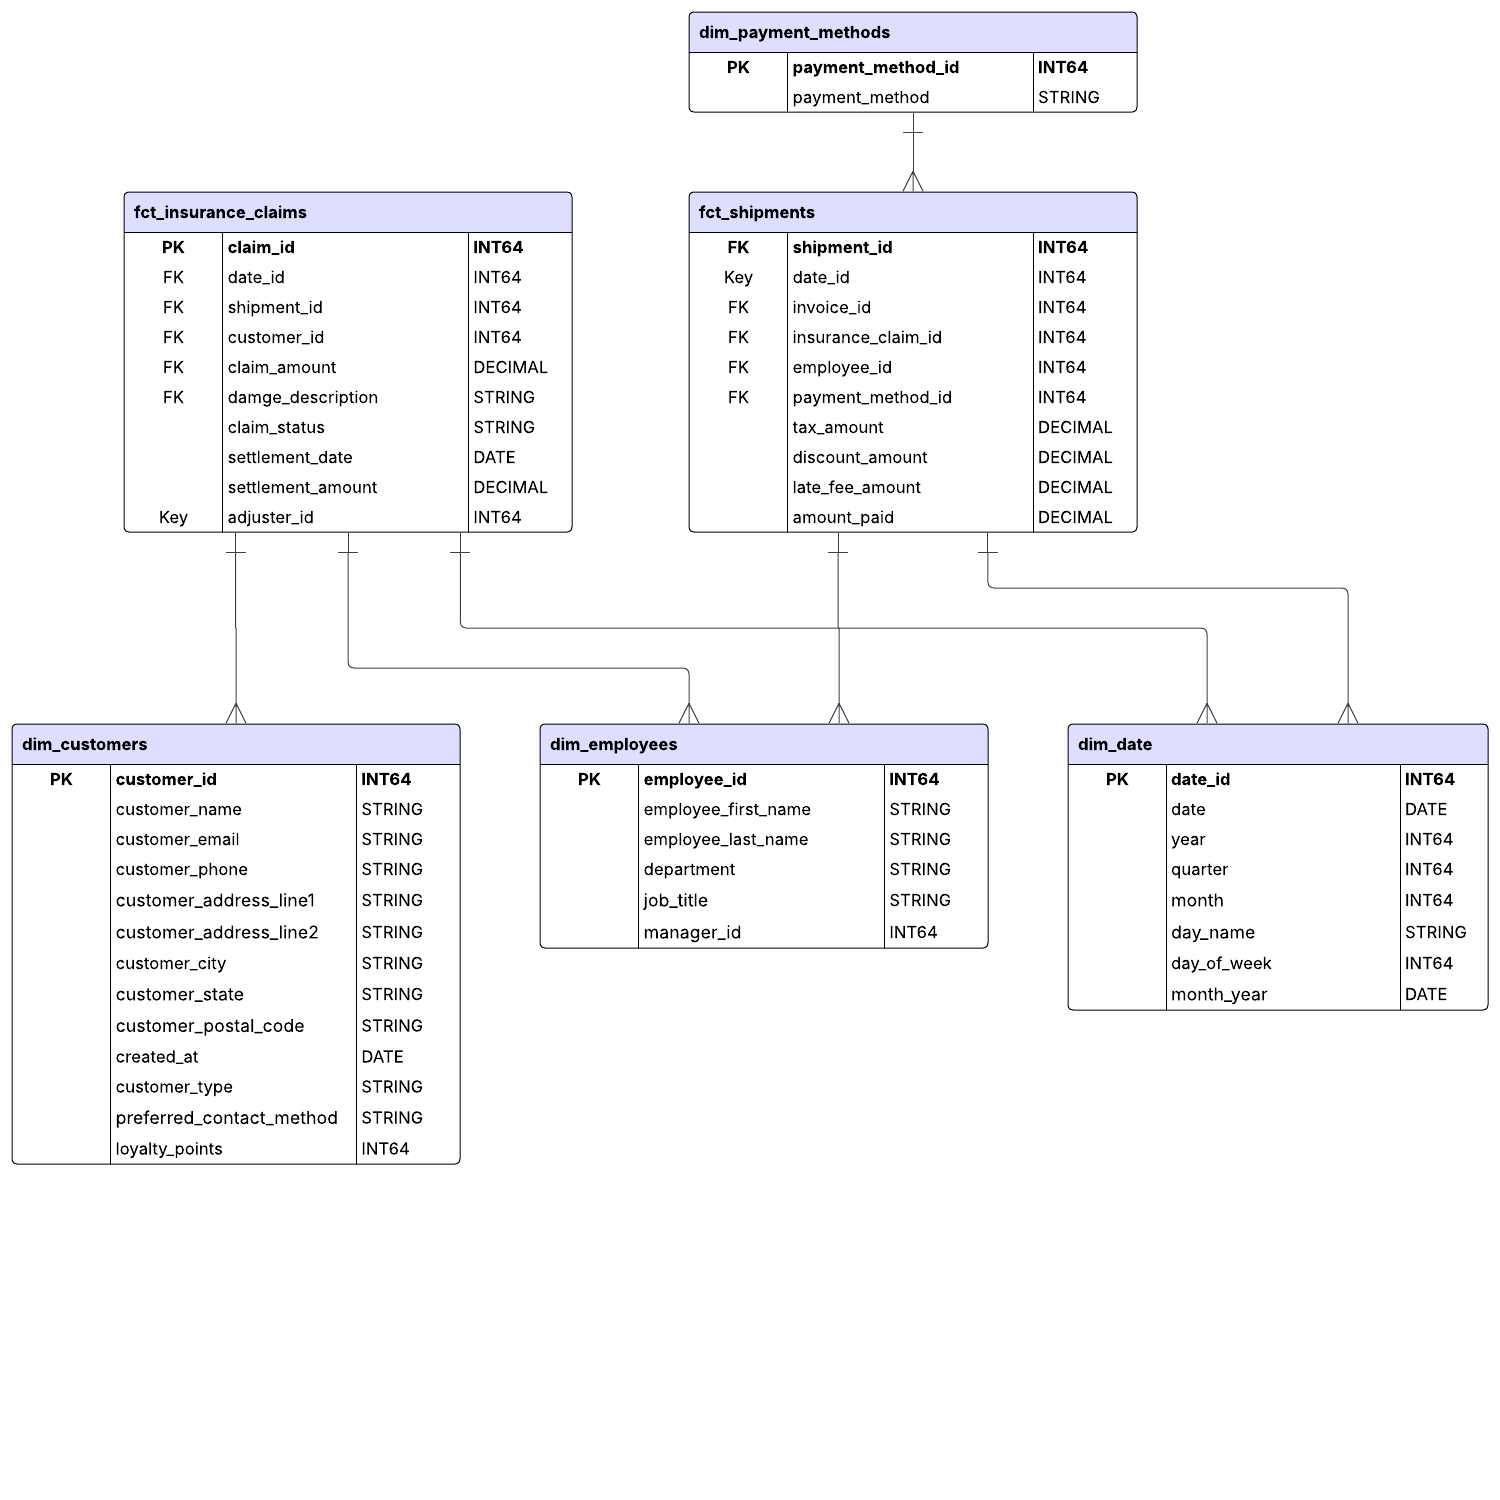 dim_payment_methods
PK payment_method_id INT64
payment_method STRING
fct_insurance_claims
PK claim_id INT64
FK date_id INT64
FK shipment_id INT64
FK customer_id INT64
FK claim_amount DECIMAL
FK damge_description STRING
claim_status STRING
settlement_date DATE
settlement_amount DECIMAL
Key adjuster_id INT64
fct_shipments
FK shipment_id INT64
Key date_id INT64
FK invoice_id INT64
FK insurance_claim_id INT64
FK employee_id INT64
FK payment_method_id INT64
tax_amount DECIMAL
discount_amount DECIMAL
late_fee_amount DECIMAL
amount_paid DECIMAL
dim_customers
PK customer_id INT64
customer_name STRING
customer_email STRING
customer_phone STRING
customer_address_line1 STRING
customer_address_line2 STRING
customer_city STRING
customer_state STRING
customer_postal_code STRING
created_at DATE
customer_type STRING
preferred_contact_method STRING
loyalty_points INT64
dim_employees
PK employee_id INT64
employee_first_name STRING
employee_last_name STRING
department STRING
job_title STRING
manager_id INT64
dim_date
PK date_id INT64
date DATE
year INT64
quarter INT64
month INT64
day_name STRING
day_of_week INT64
month_year DATE